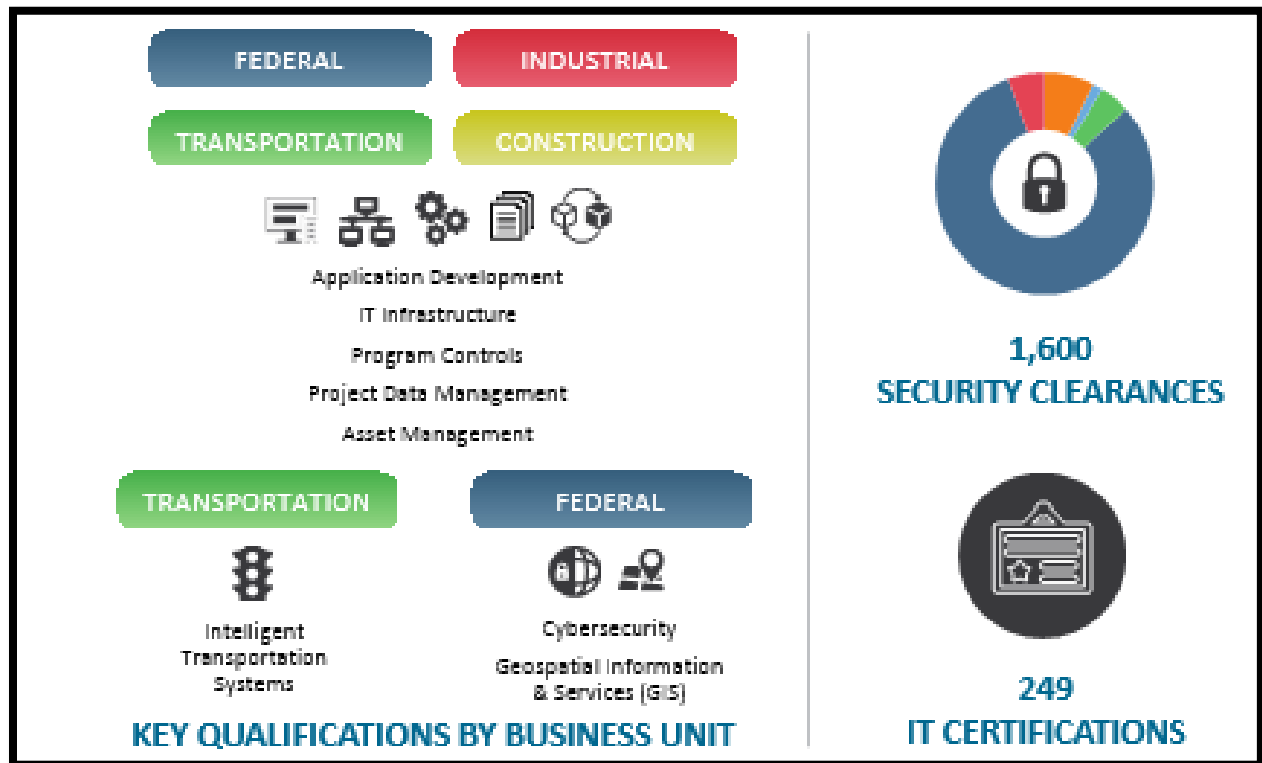 FEDERAL
INDUSTRIAL
TRANSPORTATION
CONSTRUCTION
Application Development
IT Infrastructure
Program Controls
Project Data Management
Asset Management
TRANSPORTATION
Intelligent
Transportation
Systems
FEDERAL
Cybersecurity
Geospatial Information
& Services (GIS)
KEY QUALIFICATIONS BY BUSINESS UNIT
1,600
SECURITY CLEARANCES
249
IT CERTIFICATIONS